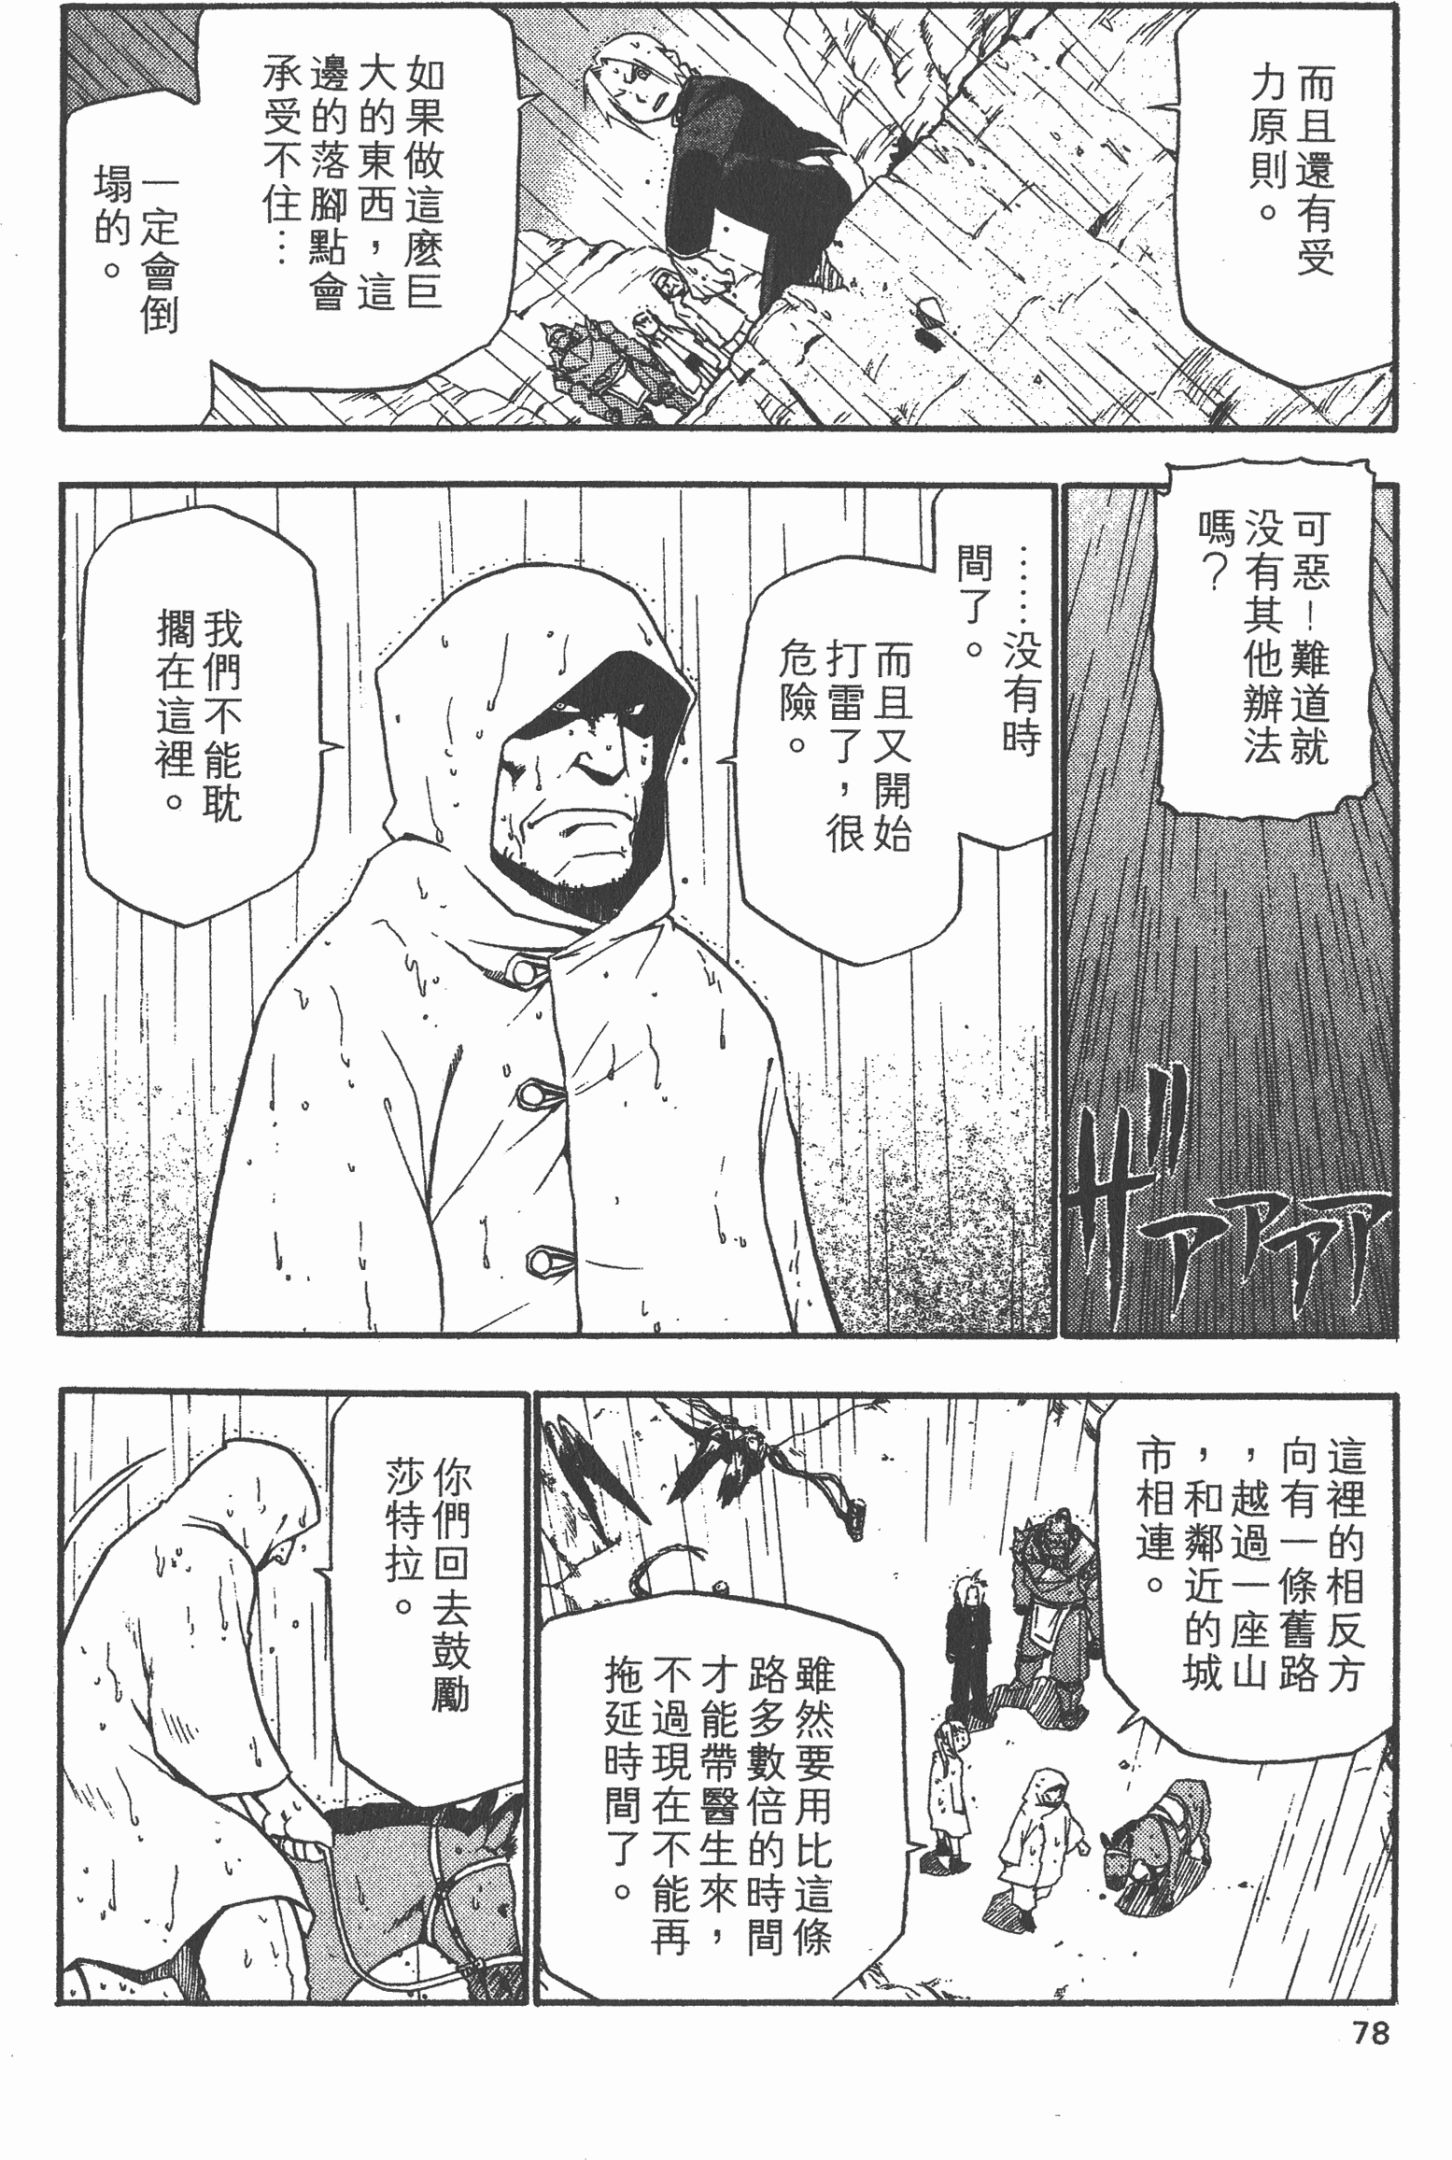 而且還有受
力原則。
如果做這麼巨
大的東西，這
邊的落腳點會
承受不住…
一定會倒
塌的。
可惡！難道就
沒有其他辦法
嗎？
ザァァァァ
……沒有時
間了。
而且又開始
打雷了，很
危險。
我們不能耽
擱在這裡。
這裡的相反方
向有一條舊路
，越過一座山
，和鄰近的城
市相連。
雖然要用比這條
路多數倍的時間
才能帶醫生來，
不過現在不能再
拖延時間了。
你們回去鼓勵
莎特拉。
78